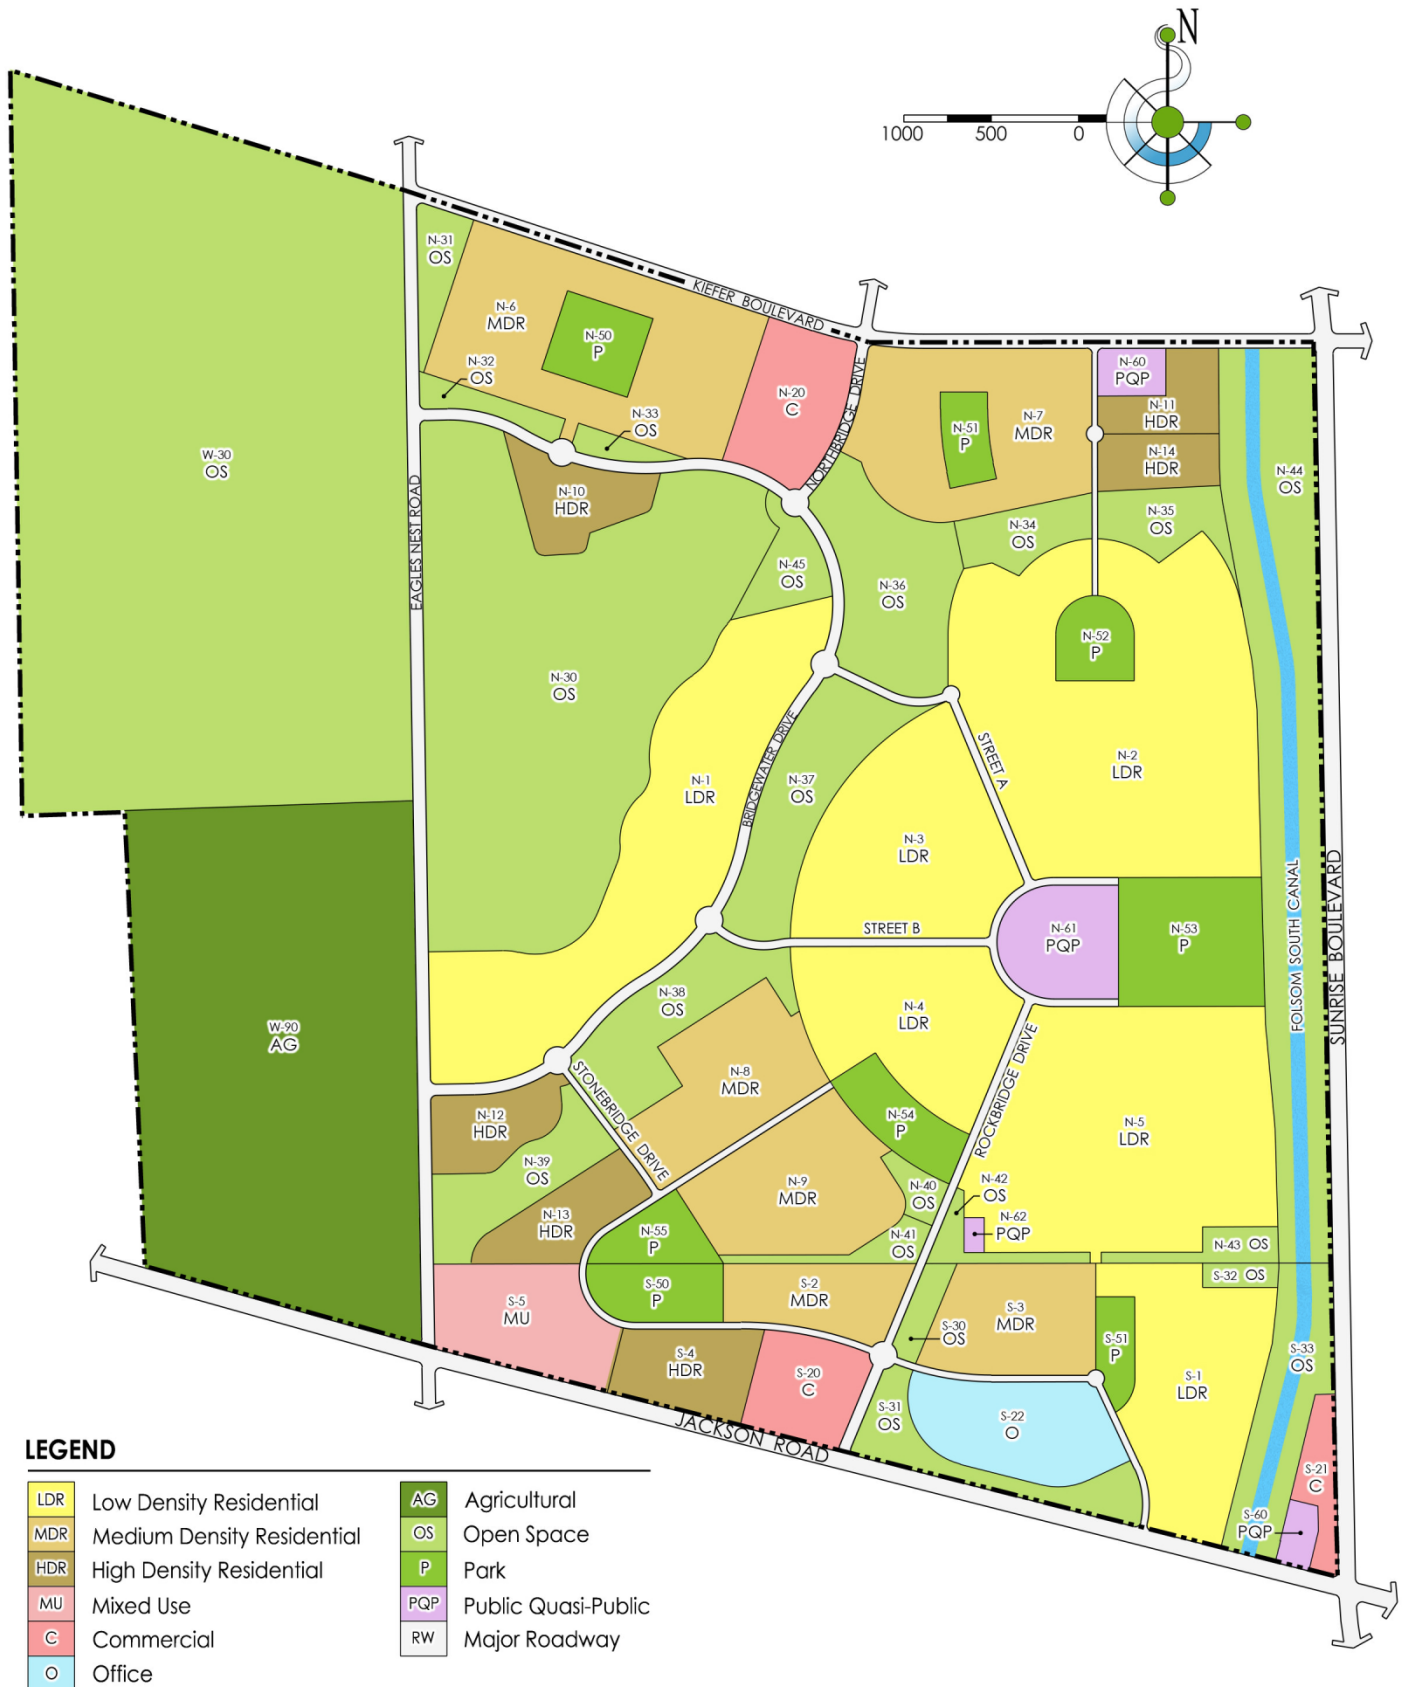 N
1000 500 0
KIEFER BOULEVARD
N-31
OS
N-6
MDR
N-50
P
N-32
OS
N-33
OS
N-20
C
NORTHBRIDGE DRIVE
N-60
PQP
N-11
HDR
N-7
MDR
N-51
P
N-14
HDR
N-44
OS
W-30
OS
N-10
HDR
EAGLES NEST ROAD
N-34
OS
N-35
OS
N-45
OS
N-36
OS
N-52
P
N-30
OS
N-1
LDR
BRIDGEWATER DRIVE
N-37
OS
STREET A
N-2
LDR
N-3
LDR
STREET B
N-61
PQP
N-53
P
FOLSOM SOUTH CANAL
SUNRISE BOULEVARD
N-38
OS
N-4
LDR
W-90
AG
STONEBRIDGE DRIVE
N-8
MDR
ROCKBRIDGE DRIVE
N-12
HDR
N-54
P
N-5
LDR
N-39
OS
N-9
MDR
N-40
OS
N-42
OS
N-13
HDR
N-55
P
N-41
OS
N-62
PQP
N-43 OS
S-32 OS
S-5
MU
S-50
P
S-2
MDR
S-3
MDR
S-30
OS
S-51
P
S-33
OS
S-4
HDR
S-20
C
S-1
LDR
S-31
OS
S-22
O
JACKSON ROAD
S-21
C
S-60
PQP
LEGEND
LDR Low Density Residential
MDR Medium Density Residential
HDR High Density Residential
MU Mixed Use
C Commercial
O Office
AG Agricultural
OS Open Space
P Park
PQP Public Quasi-Public
RW Major Roadway